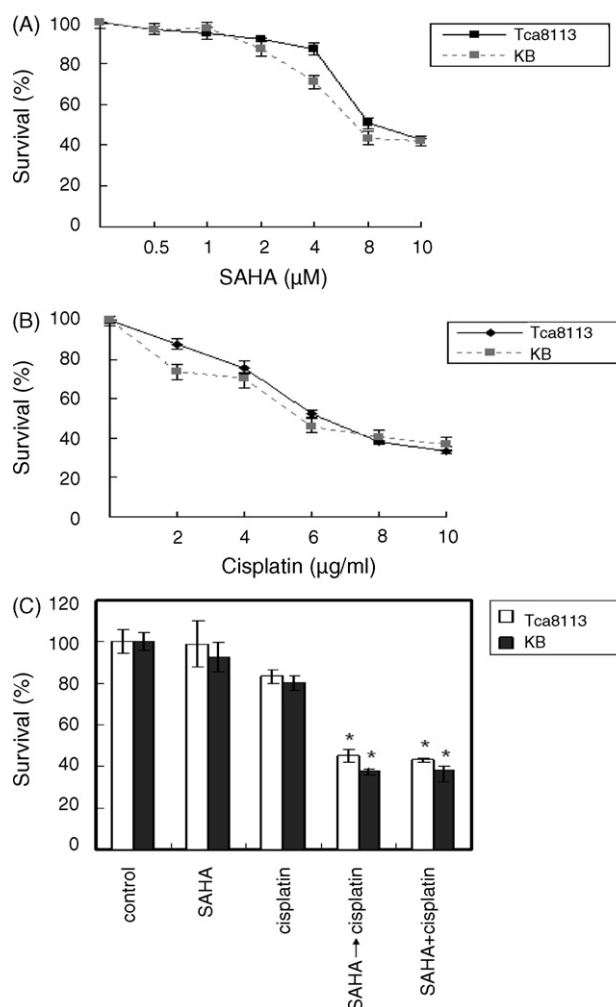 (A)
Tca8113
KB
Survival (%)
100
80
60
40
20
0
0.5 1 2 4 8 10
SAHA (µM)
(B)
Tca8113
KB
Survival (%)
100
80
60
40
20
0
2 4 6 8 10
Cisplatin (µg/ml)
(C)
Tca8113
KB
Survival (%)
120
100
80
60
40
20
0
* * * *
control
SAHA
cisplatin
SAHA → cisplatin
SAHA+cisplatin